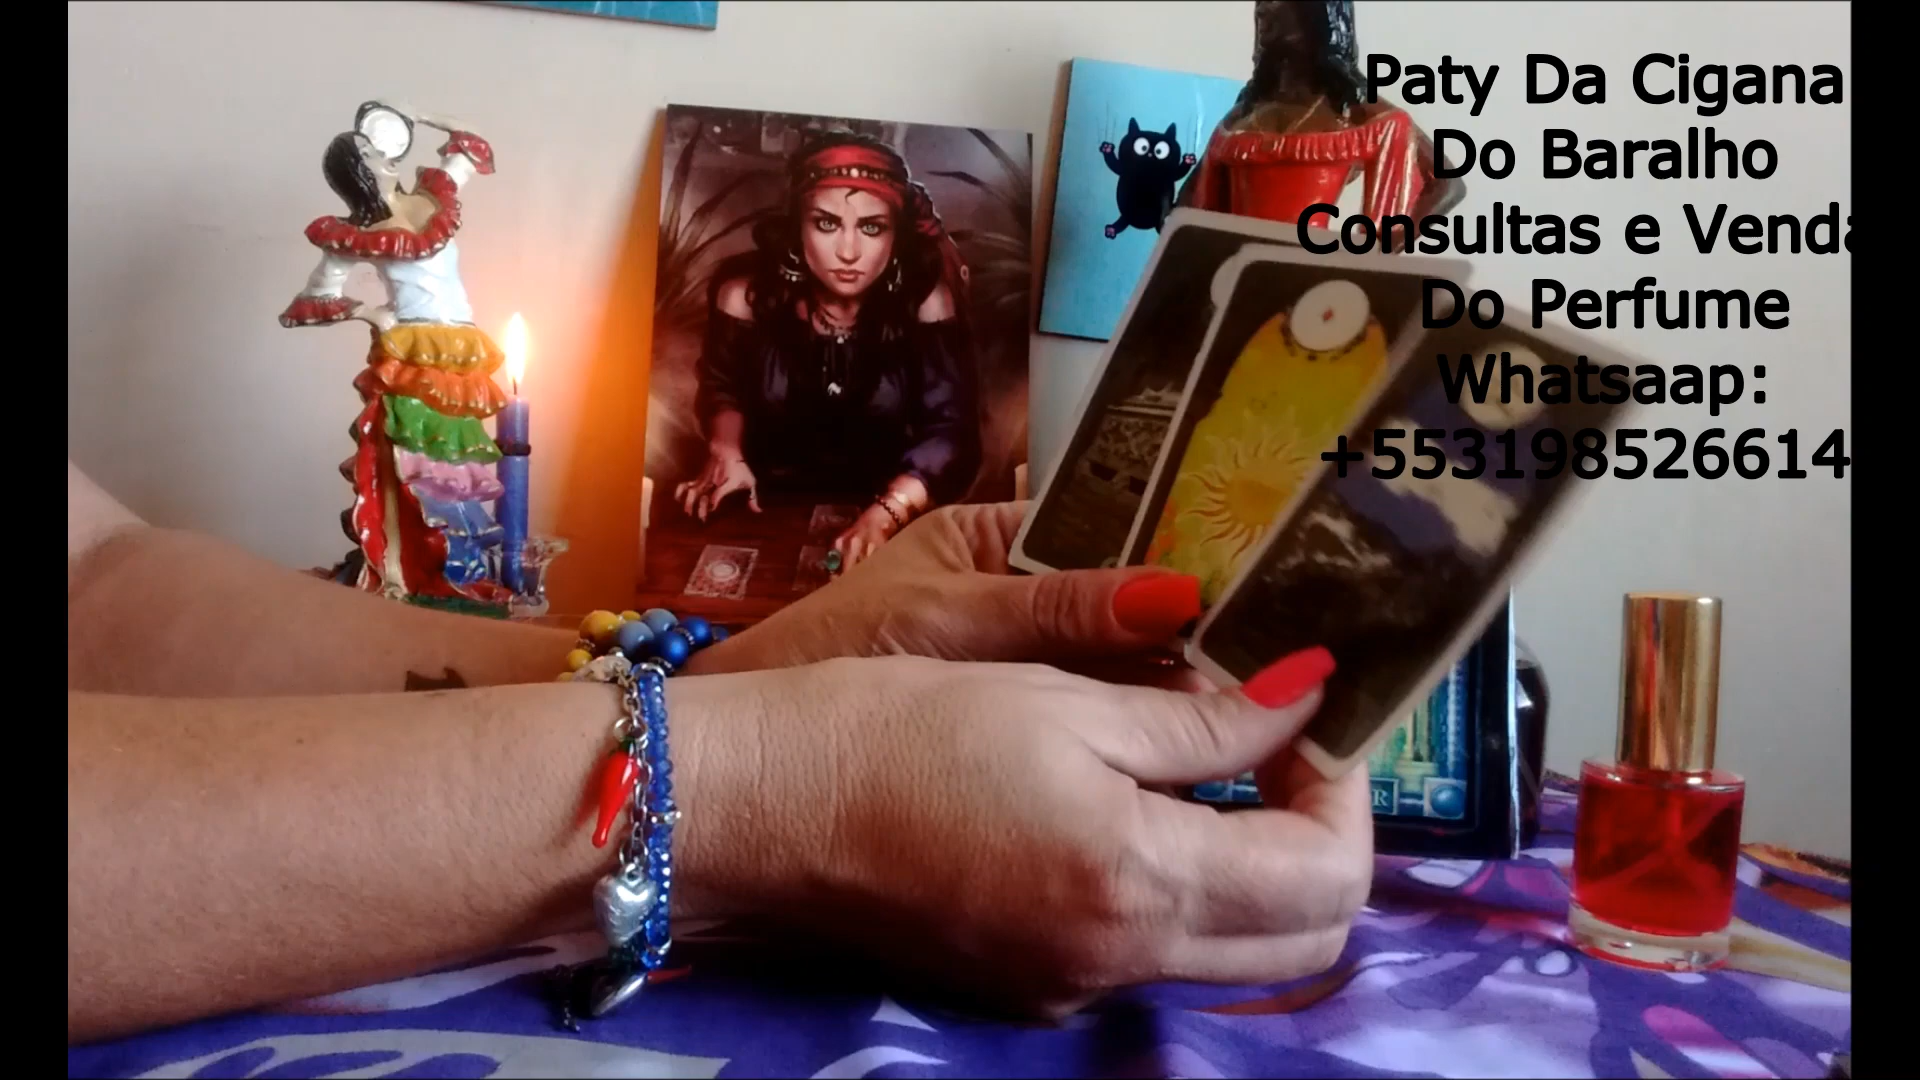 Paty Da Cigana
Do Baralho
Consultas e Venda
Do Perfume
Whatsaap:
+553198526614